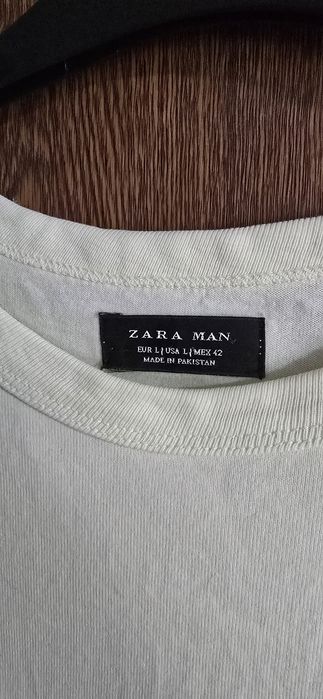 ZARA MAN
EUR L | USA L | MEX 42
MADE IN PAKISTAN